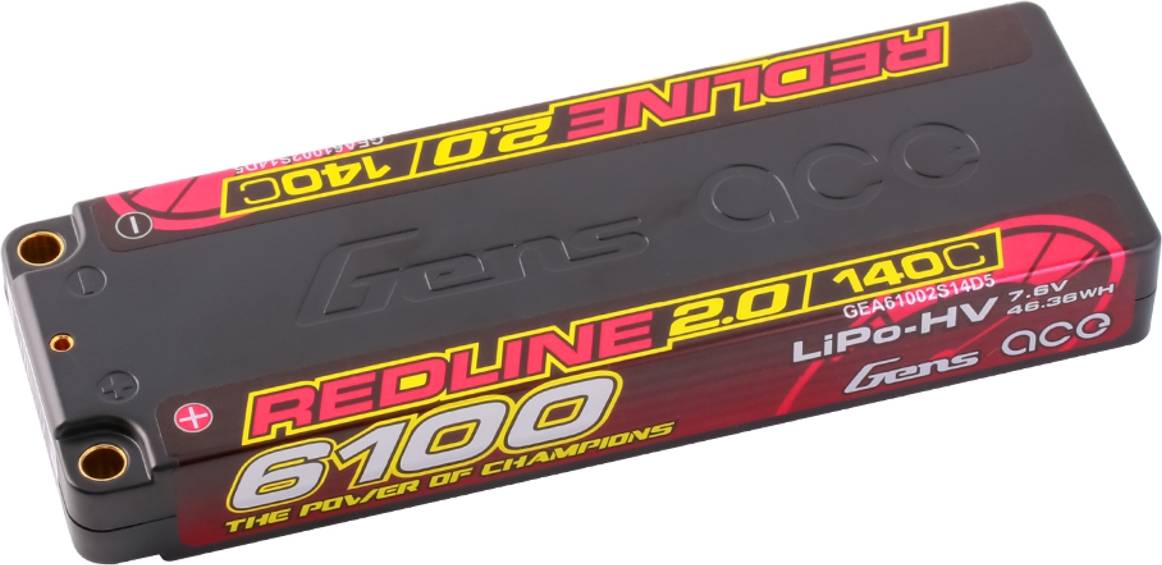 REDLINE 2.0 140C
GEA61002S14D5
Gens ace
REDLINE 2.0 140C
GEA61002S14D5
6100
THE POWER OF CHAMPIONS
LiPo-HV 7.6V
46.36WH
Gens ace